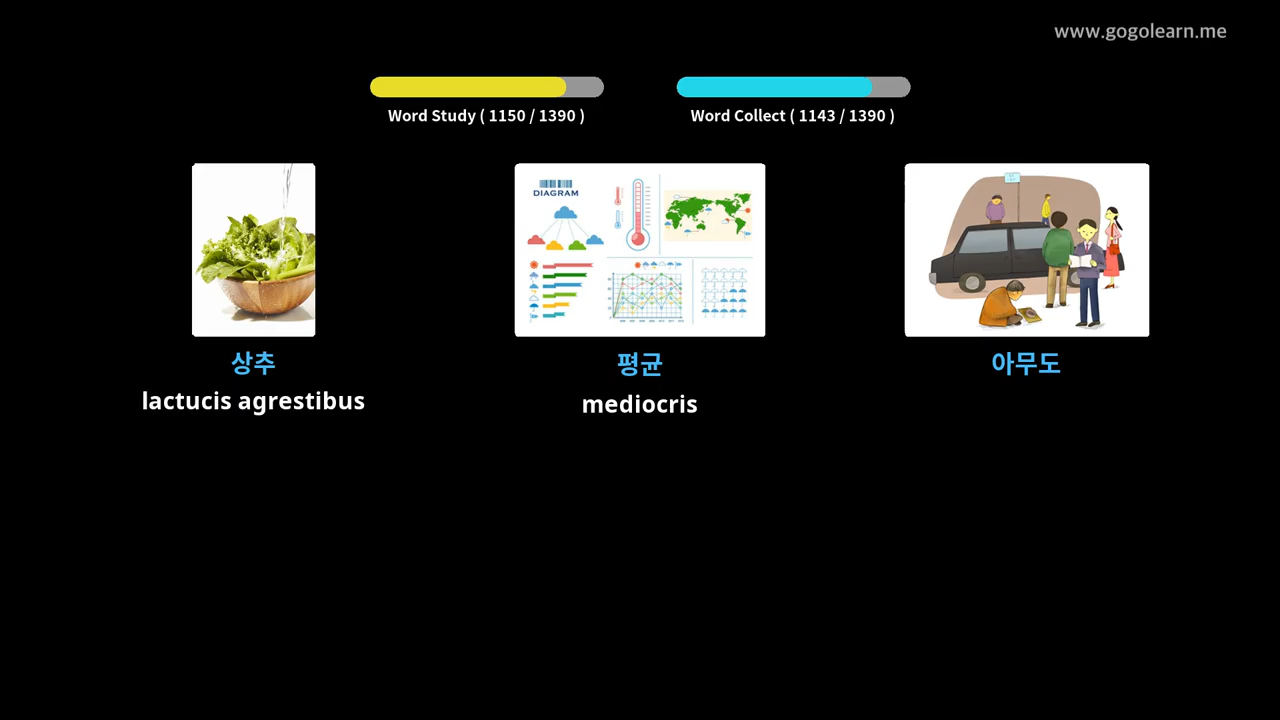 www.gogolearn.me
Word Study ( 1150 / 1390 )
Word Collect ( 1143 / 1390 )
DIAGRAM
상추
평균
아무도
lactucis agrestibus
mediocris